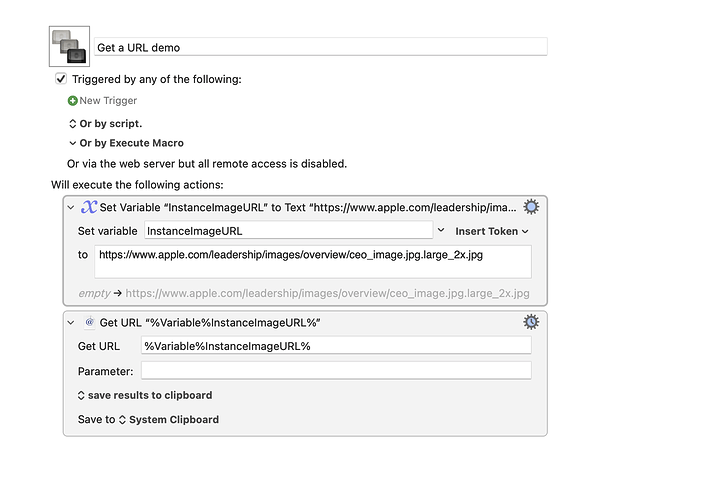 Get a URL demo
Triggered by any of the following:
New Trigger
Or by script.
Or by Execute Macro
Or via the web server but all remote access is disabled.
Will execute the following actions:
Set Variable “InstanceImageURL” to Text “https://www.apple.com/leadership/ima...
Set variable InstanceImageURL Insert Token
to https://www.apple.com/leadership/images/overview/ceo_image.jpg.large_2x.jpg
empty → https://www.apple.com/leadership/images/overview/ceo_image.jpg.large_2x.jpg
Get URL “%Variable%InstanceImageURL%”
Get URL %Variable%InstanceImageURL%
Parameter:
save results to clipboard
Save to System Clipboard